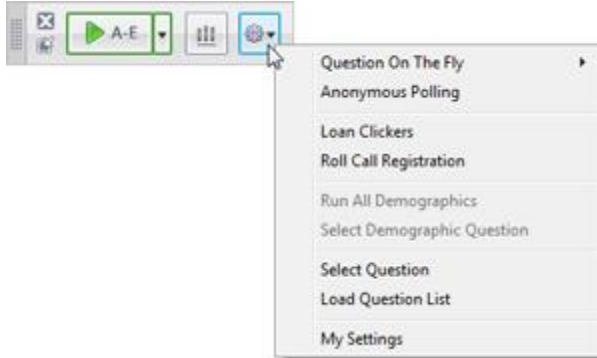 A-E
Question On The Fly
Anonymous Polling
Loan Clickers
Roll Call Registration
Run All Demographics
Select Demographic Question
Select Question
Load Question List
My Settings